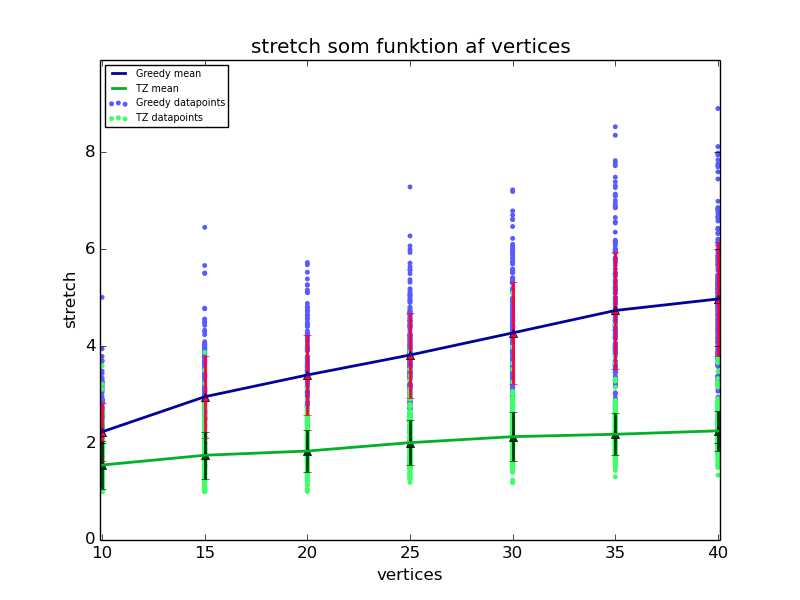 stretch som funktion af vertices
Greedy mean
TZ mean
Greedy datapoints
TZ datapoints
8
6
4
2
0
stretch
10 15 20 25 30 35 40
vertices